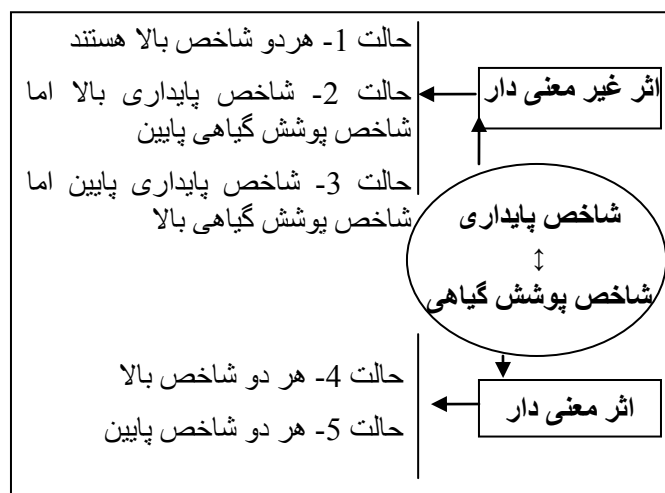 حالت 1- هردو شاخص بالا هستند
اثر غیر معنی دار
حالت 2- شاخص پایداری بالا اما
شاخص پوشش گیاهی پایین
حالت 3- شاخص پایداری پایین اما
شاخص پوشش گیاهی بالا
شاخص پایداری
↕
شاخص پوشش گیاهی
حالت 4- هر دو شاخص بالا
حالت 5- هر دو شاخص پایین
اثر معنی دار